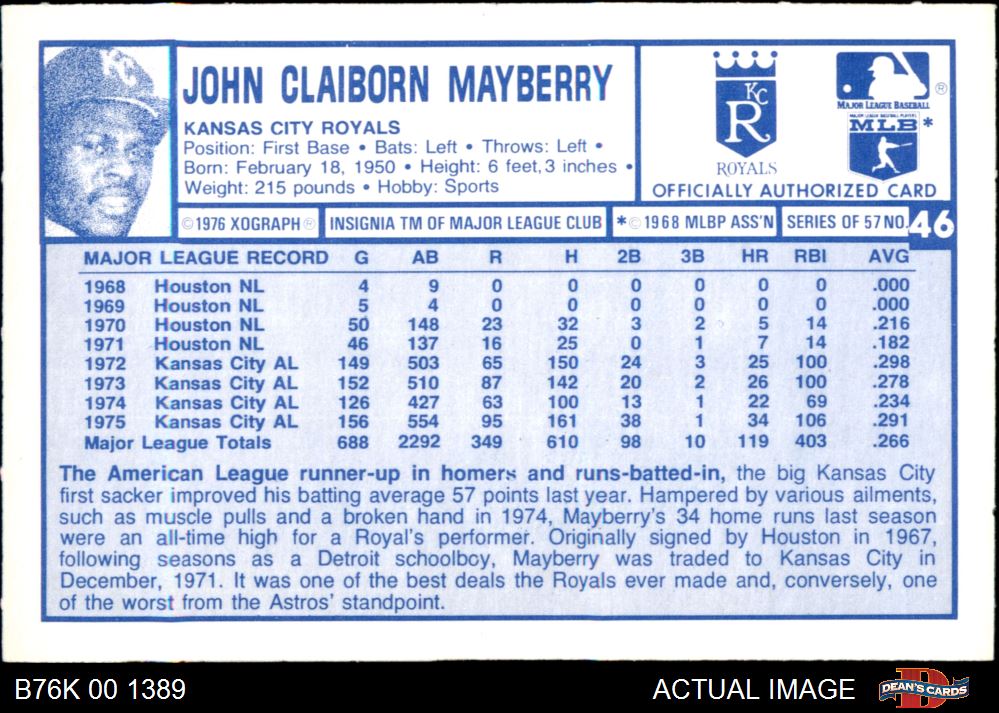 KC
JOHN CLAIBORN MAYBERRY
KANSAS CITY ROYALS
Position: First Base • Bats: Left • Throws: Left •
Born: February 18, 1950 • Height: 6 feet, 3 inches •
Weight: 215 pounds • Hobby: Sports
KC
R
ROYALS
®
MAJOR LEAGUE BASEBALL
MAJOR LEAGUE BASEBALL PLAYERS
MLB *
OFFICIALLY AUTHORIZED CARD
© 1976 XOGRAPH ® INSIGNIA TM OF MAJOR LEAGUE CLUB *© 1968 MLBP ASS'N SERIES OF 57 NO. 46
MAJOR LEAGUE RECORD G AB R H 2B 3B HR RBI AVG
1968 Houston NL 4 9 0 0 0 0 0 0 .000
1969 Houston NL 5 4 0 0 0 0 0 0 .000
1970 Houston NL 50 148 23 32 3 2 5 14 .216
1971 Houston NL 46 137 16 25 0 1 7 14 .182
1972 Kansas City AL 149 503 65 150 24 3 25 100 .298
1973 Kansas City AL 152 510 87 142 20 2 26 100 .278
1974 Kansas City AL 126 427 63 100 13 1 22 69 .234
1975 Kansas City AL 156 554 95 161 38 1 34 106 .291
Major League Totals 688 2292 349 610 98 10 119 403 .266
The American League runner-up in homers and runs-batted-in, the big Kansas City
first sacker improved his batting average 57 points last year. Hampered by various ailments,
such as muscle pulls and a broken hand in 1974, Mayberry's 34 home runs last season
were an all-time high for a Royal's performer. Originally signed by Houston in 1967,
following seasons as a Detroit schoolboy, Mayberry was traded to Kansas City in
December, 1971. It was one of the best deals the Royals ever made and, conversely, one
of the worst from the Astros' standpoint.
B76K 00 1389
ACTUAL IMAGE
DEAN'S CARDS